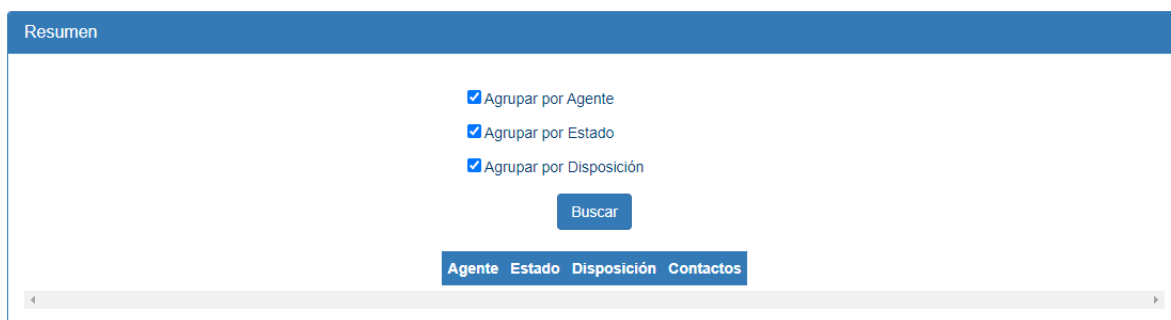 Resumen
Agrupar por Agente
Agrupar por Estado
Agrupar por Disposición
Buscar
Agente Estado Disposición Contactos